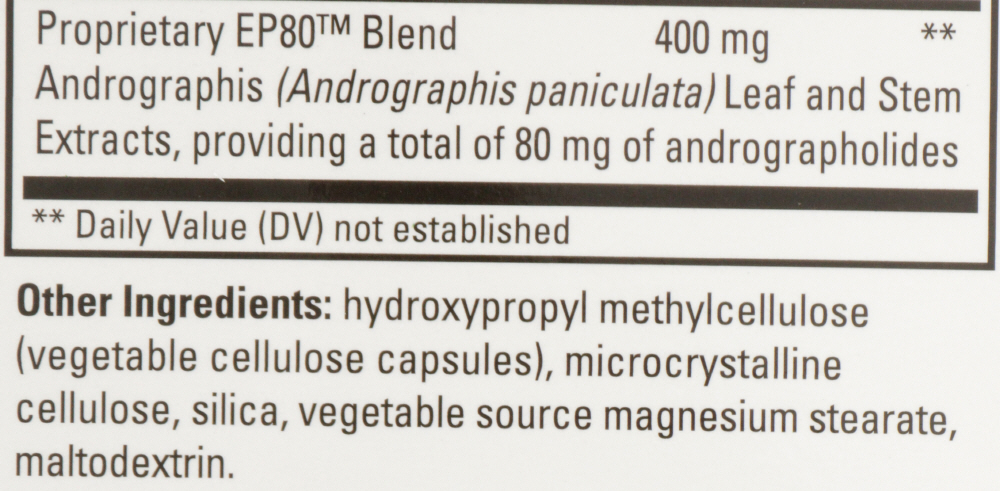 Proprietary EP80™ Blend 400 mg **
Andrographis (Andrographis paniculata) Leaf and Stem
Extracts, providing a total of 80 mg of andrographolides
** Daily Value (DV) not established
Other Ingredients: hydroxypropyl methylcellulose
(vegetable cellulose capsules), microcrystalline
cellulose, silica, vegetable source magnesium stearate,
maltodextrin.